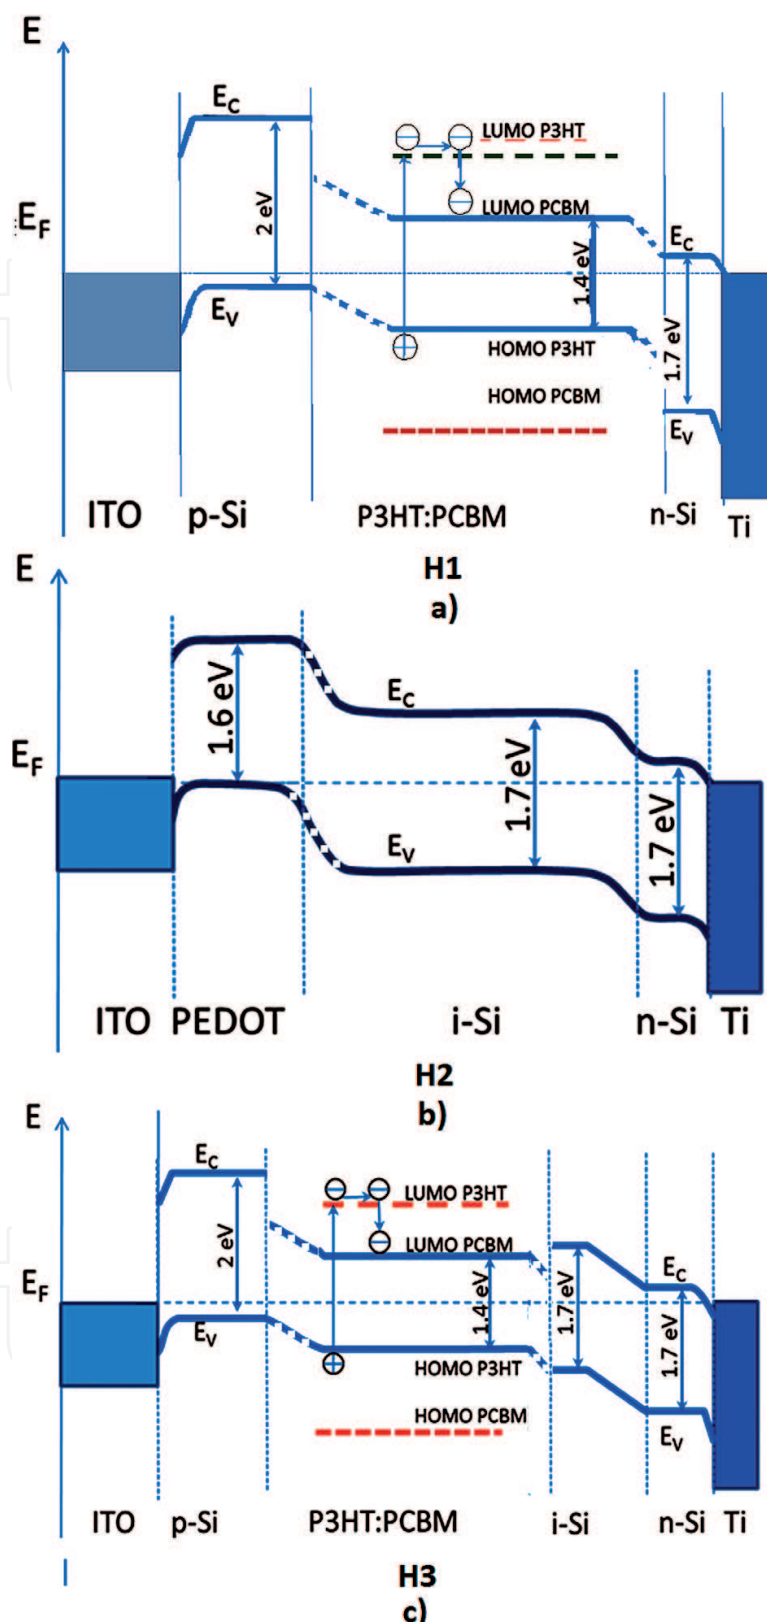 E
E_C
LUMO P3HT
2 eV
E_F
LUMO PCBM
E_C
1.4 eV
E_V
HOMO P3HT
1.7 eV
HOMO PCBM
E_V
ITO p-Si P3HT:PCBM n-Si Ti
H1
a)
E
1.6 eV
E_C
E_F
1.7 eV
1.7 eV
E_V
ITO PEDOT i-Si n-Si Ti
H2
b)
E
E_C
LUMO P3HT
2 eV
LUMO PCBM
E_C
E_F
1.4 eV
1.7 eV
E_V
1.7 eV
HOMO P3HT
HOMO PCBM
E_V
ITO p-Si P3HT:PCBM i-Si n-Si Ti
H3
c)